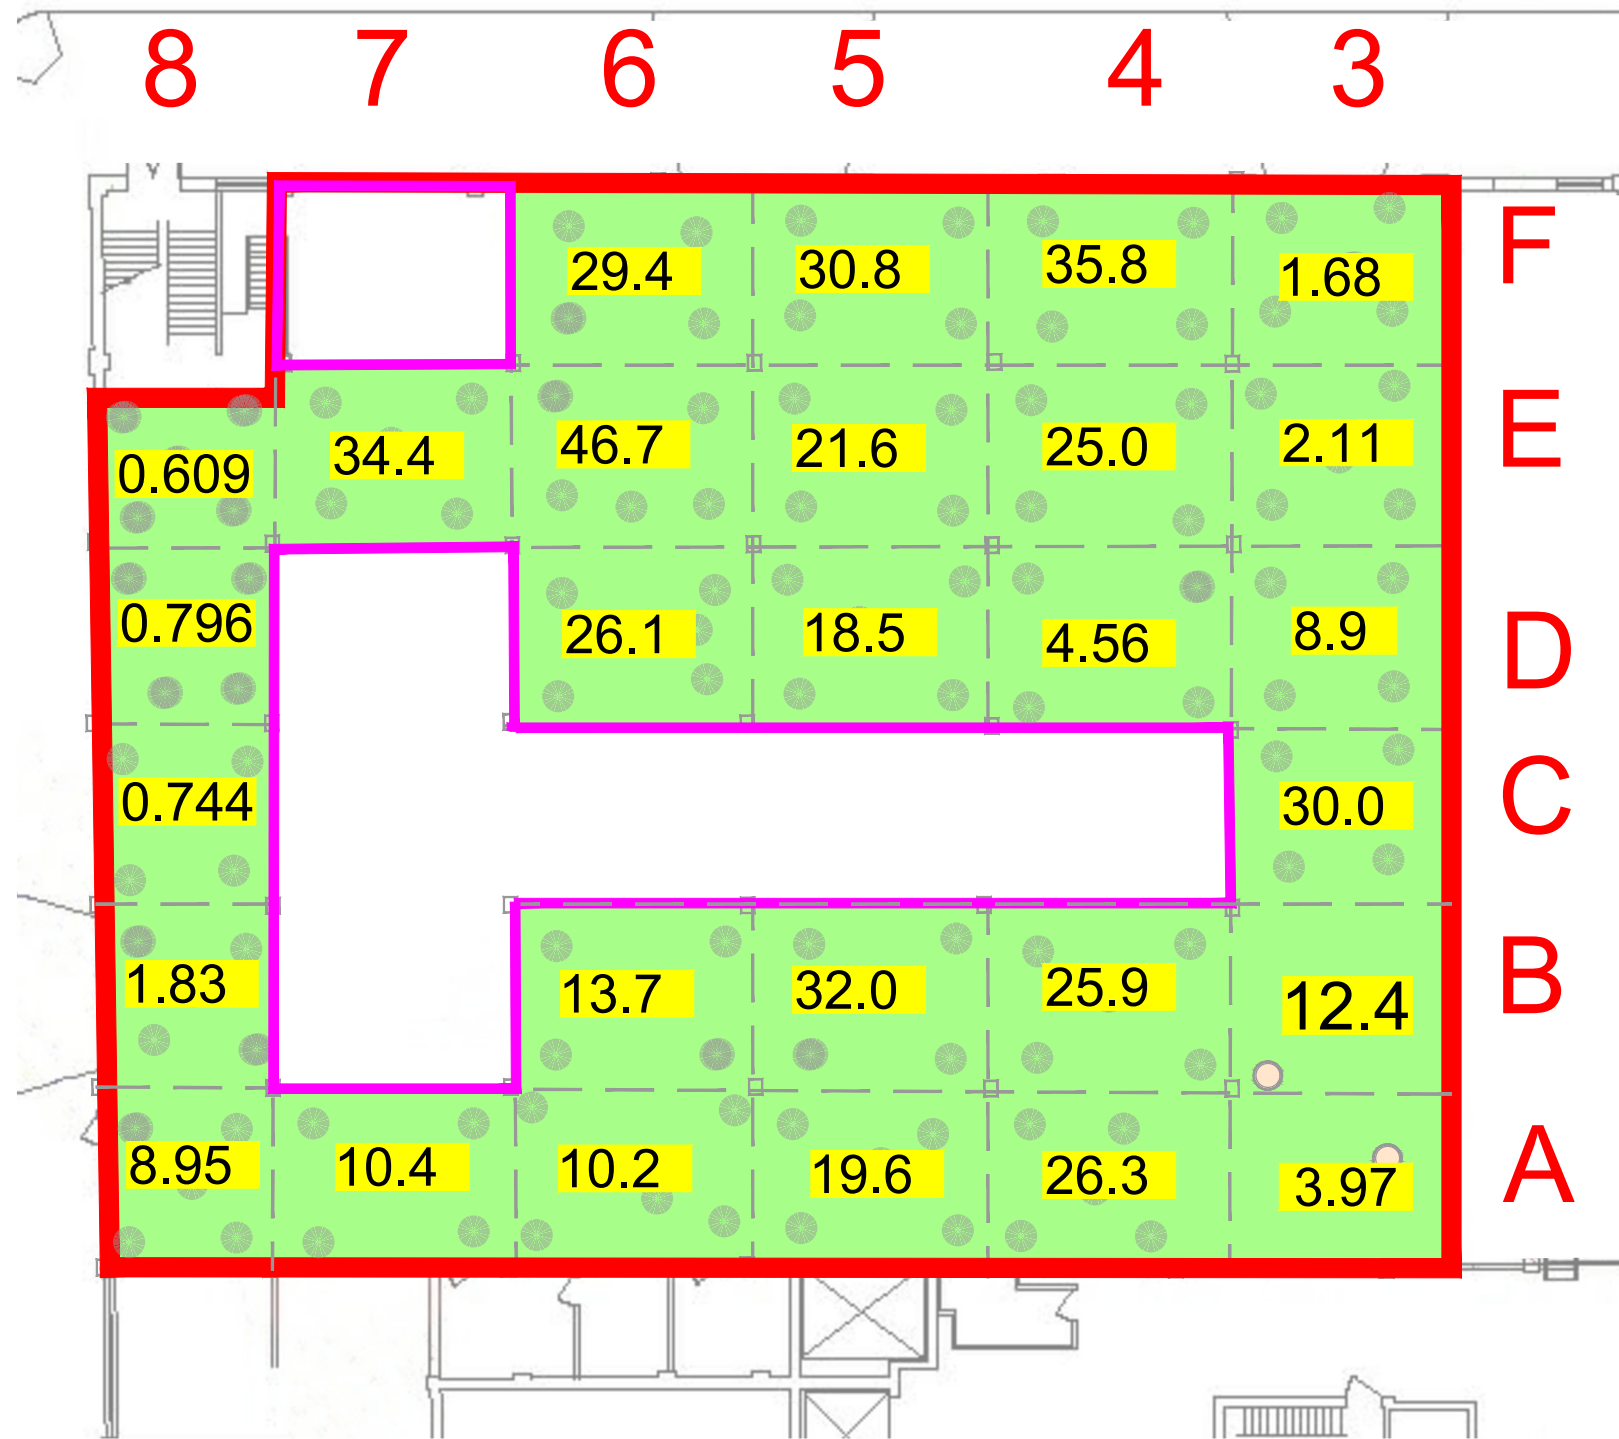 8 7 6 5 4 3
29.4 30.8 35.8 1.68 F
0.609 34.4 46.7 21.6 25.0 2.11 E
0.796 26.1 18.5 4.56 8.9 D
0.744 30.0 C
1.83 13.7 32.0 25.9 12.4 B
8.95 10.4 10.2 19.6 26.3 3.97 A